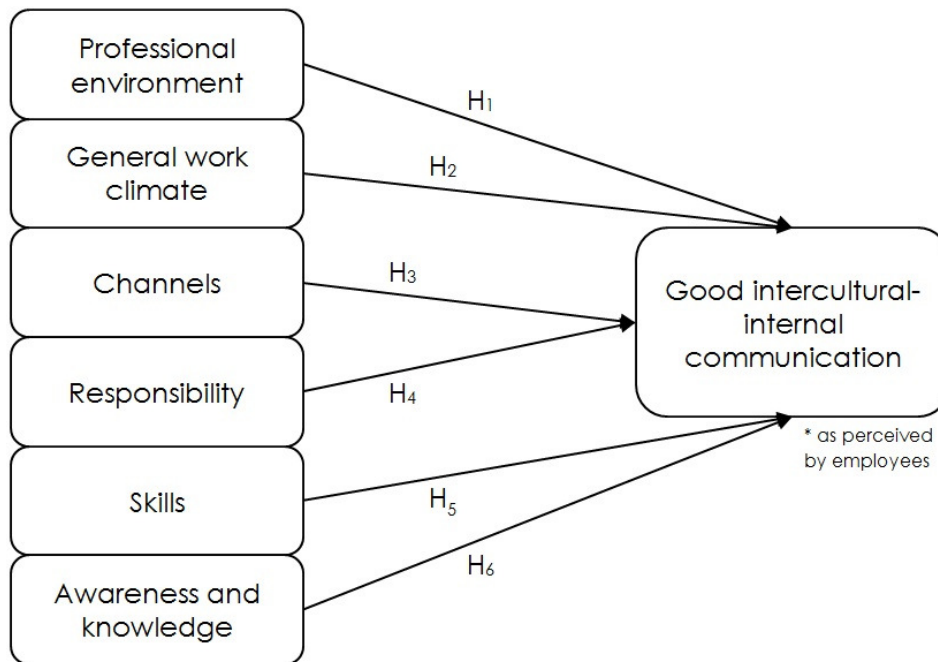 Professional
environment
H1
General work
climate
H2
Channels
H3
Good intercultural-
internal
communication
Responsibility
H4
* as perceived
by employees
Skills
H5
Awareness and
knowledge
H6